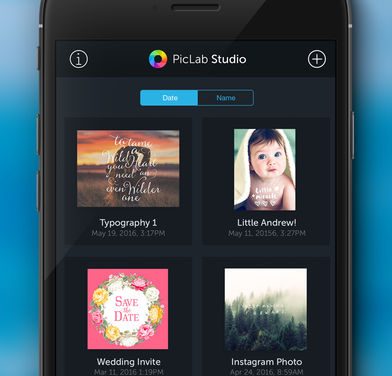 PicLab Studio
Date
Name
to tame
a Wild Heart
you
need an
even Wilder
one
Little
miracle
Typography 1
May 19, 2016, 3:17PM
Little Andrew!
May 11, 20156, 3:27PM
SAVE
the
DATE
Wedding Invite
Mar 11, 2016 1:19PM
Instagram Photo
Apr 24, 2016, 8:59AM